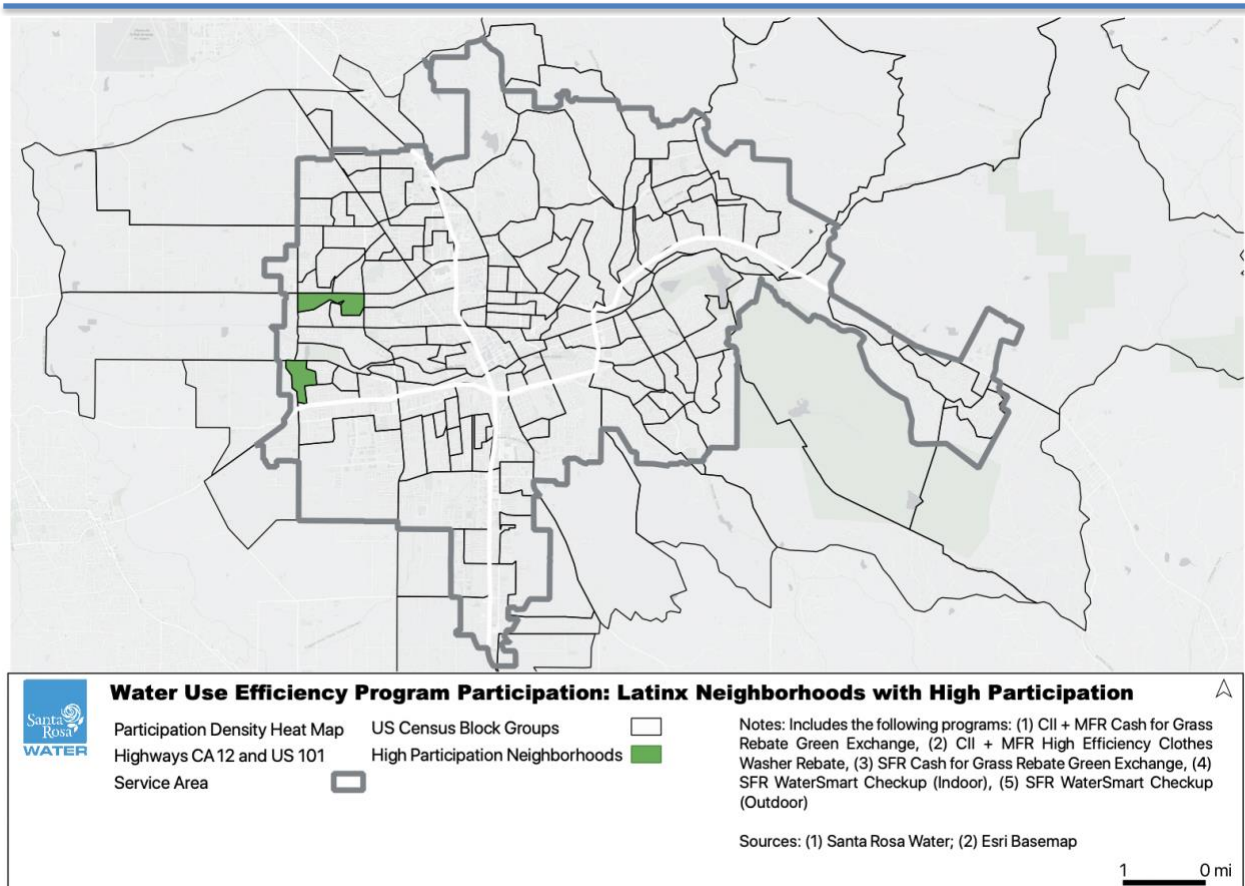 Santa
Rosa
WATER
Water Use Efficiency Program Participation: Latinx Neighborhoods with High Participation
Participation Density Heat Map
Highways CA 12 and US 101
Service Area
US Census Block Groups
High Participation Neighborhoods
Notes: Includes the following programs: (1) CII + MFR Cash for Grass
Rebate Green Exchange, (2) CII + MFR High Efficiency Clothes
Washer Rebate, (3) SFR Cash for Grass Rebate Green Exchange, (4)
SFR WaterSmart Checkup (Indoor), (5) SFR WaterSmart Checkup
(Outdoor)
Sources: (1) Santa Rosa Water; (2) Esri Basemap
1 0 mi